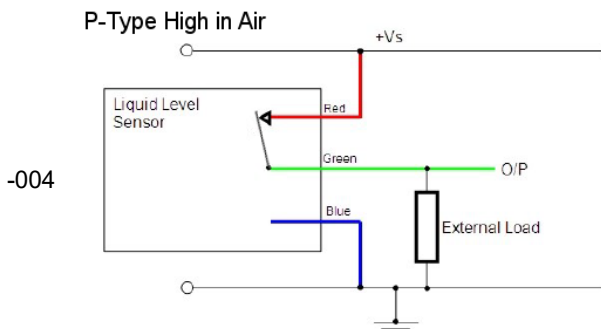 P-Type High in Air
+Vs
Liquid Level
Sensor
Red
-004
Green
O/P
Blue
External Load